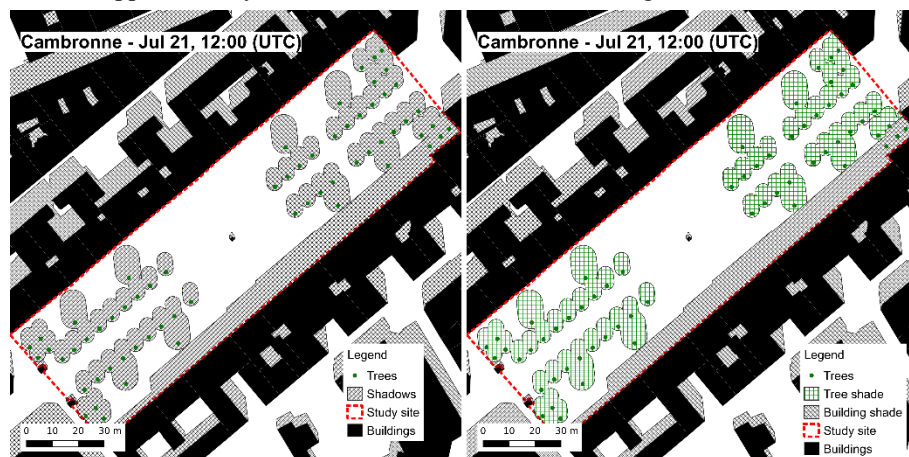 Cambronne - Jul 21, 12:00 (UTC)
Legend
Trees
Shadows
Study site
Buildings
0 10 20 30 m
Cambronne - Jul 21, 12:00 (UTC)
Legend
Trees
Tree shade
Building shade
Study site
Buildings
0 10 20 30 m